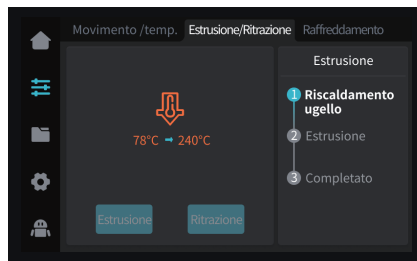 Movimento /temp. Estrusione/Ritrazione Raffreddamento
Estrusione
1 Riscaldamento
ugello
78°C → 240°C
2 Estrusione
3 Completato
Estrusione Ritrazione